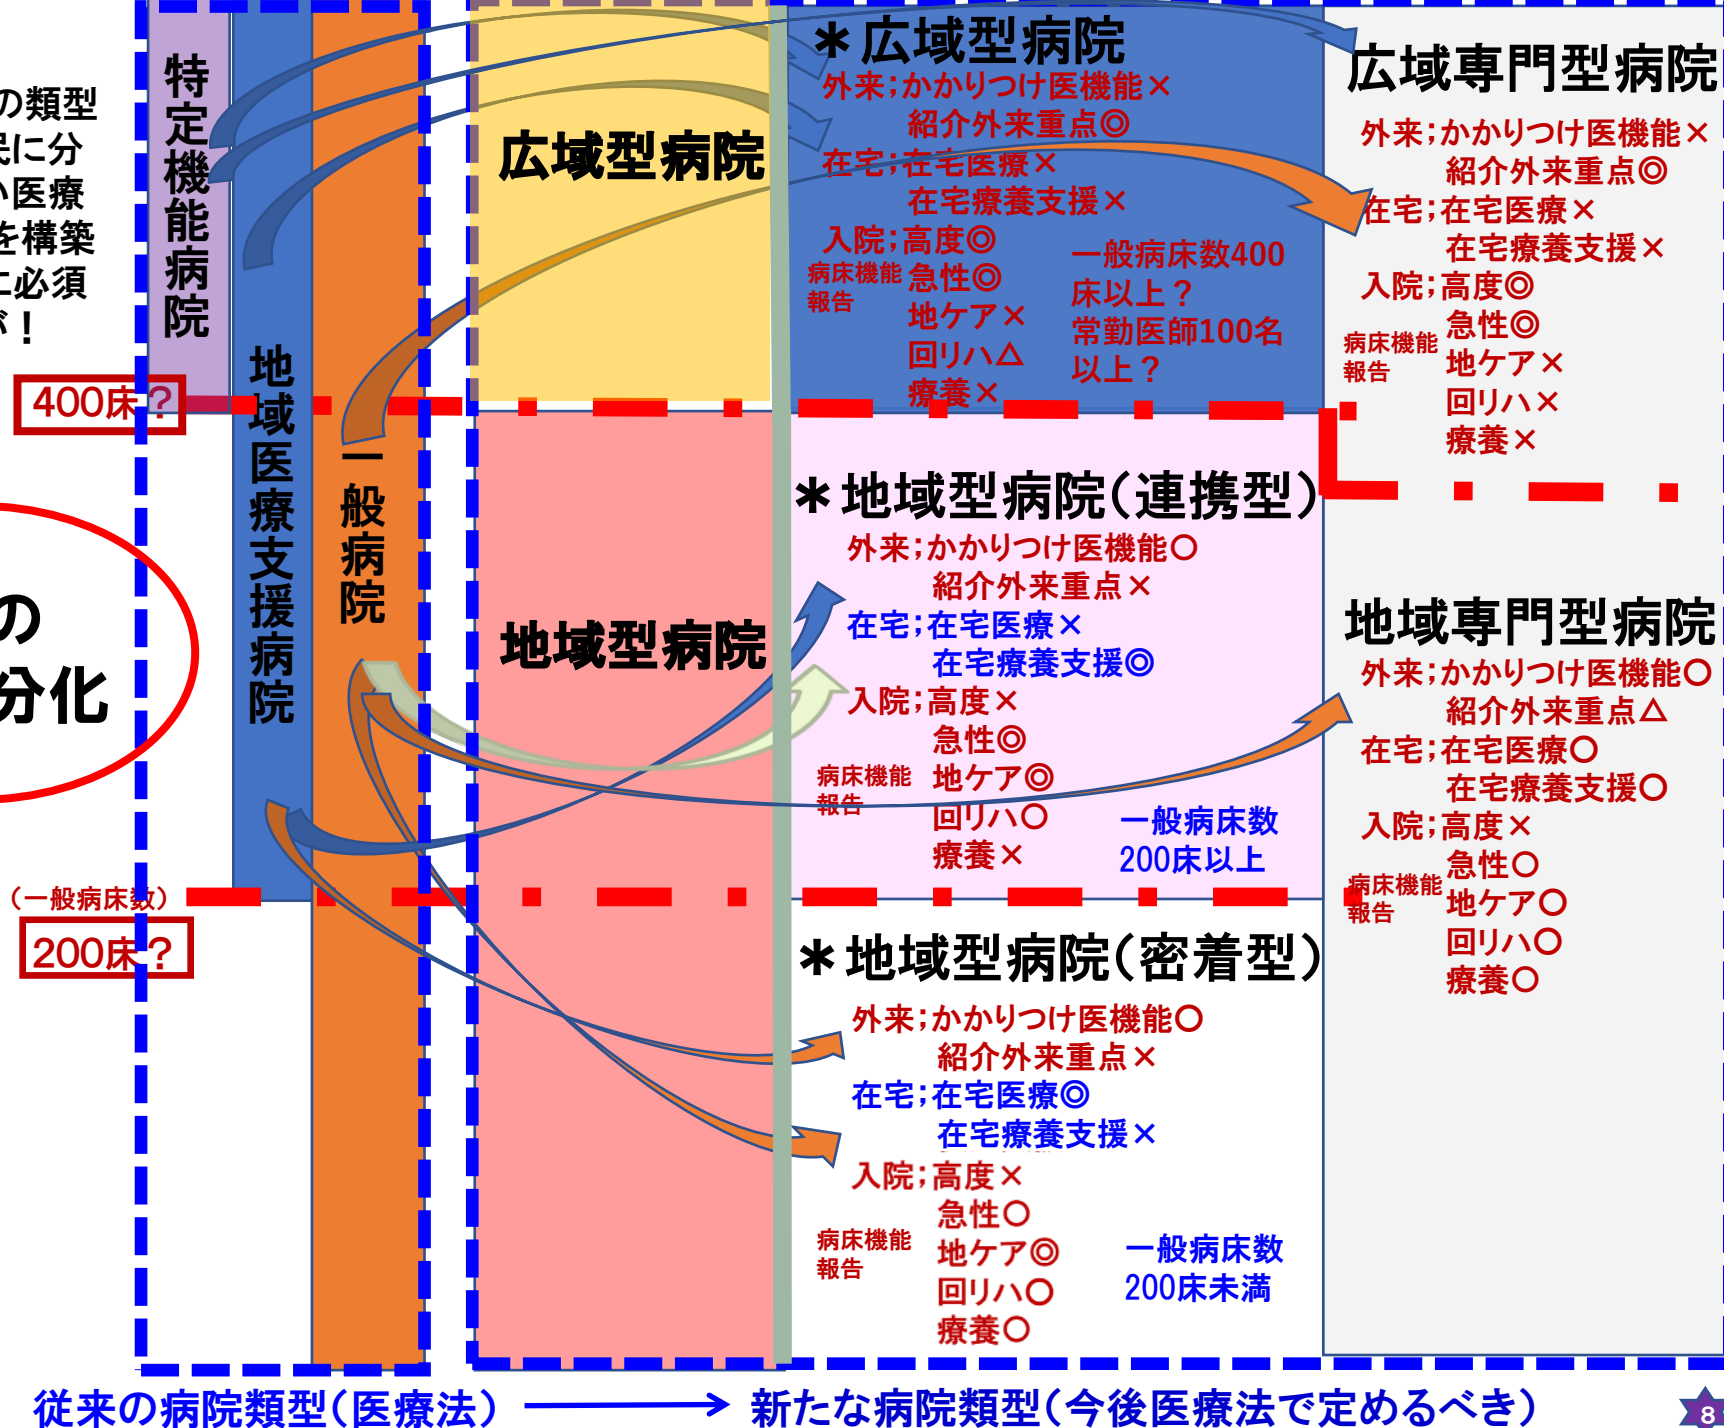 の類型
民に分
い医療
を構築
に必須
が！
400床？
の
分化
（一般病床数）
200床？
特定機能病院
地域医療支援病院
一般病院
広域型病院
地域型病院
＊広域型病院
外来；かかりつけ医機能×
紹介外来重点◎
在宅；在宅医療×
在宅療養支援×
入院；高度◎
病床機能
報告
急性◎
地ケア×
回リハ△
療養×
一般病床数400
床以上？
常勤医師100名
以上？
＊地域型病院（連携型）
外来；かかりつけ医機能○
紹介外来重点×
在宅；在宅医療×
在宅療養支援◎
入院；高度×
急性◎
病床機能
報告
地ケア◎
回リハ○
療養×
一般病床数
200床以上
＊地域型病院（密着型）
外来；かかりつけ医機能○
紹介外来重点×
在宅；在宅医療◎
在宅療養支援×
入院；高度×
急性○
病床機能
報告
地ケア◎
回リハ○
療養○
一般病床数
200床未満
広域専門型病院
外来；かかりつけ医機能×
紹介外来重点◎
在宅；在宅医療×
在宅療養支援×
入院；高度◎
急性◎
病床機能
報告
地ケア×
回リハ×
療養×
地域専門型病院
外来；かかりつけ医機能○
紹介外来重点△
在宅；在宅医療○
在宅療養支援○
入院；高度×
急性○
病床機能
報告
地ケア○
回リハ○
療養○
従来の病院類型（医療法） → 新たな病院類型（今後医療法で定めるべき）
8